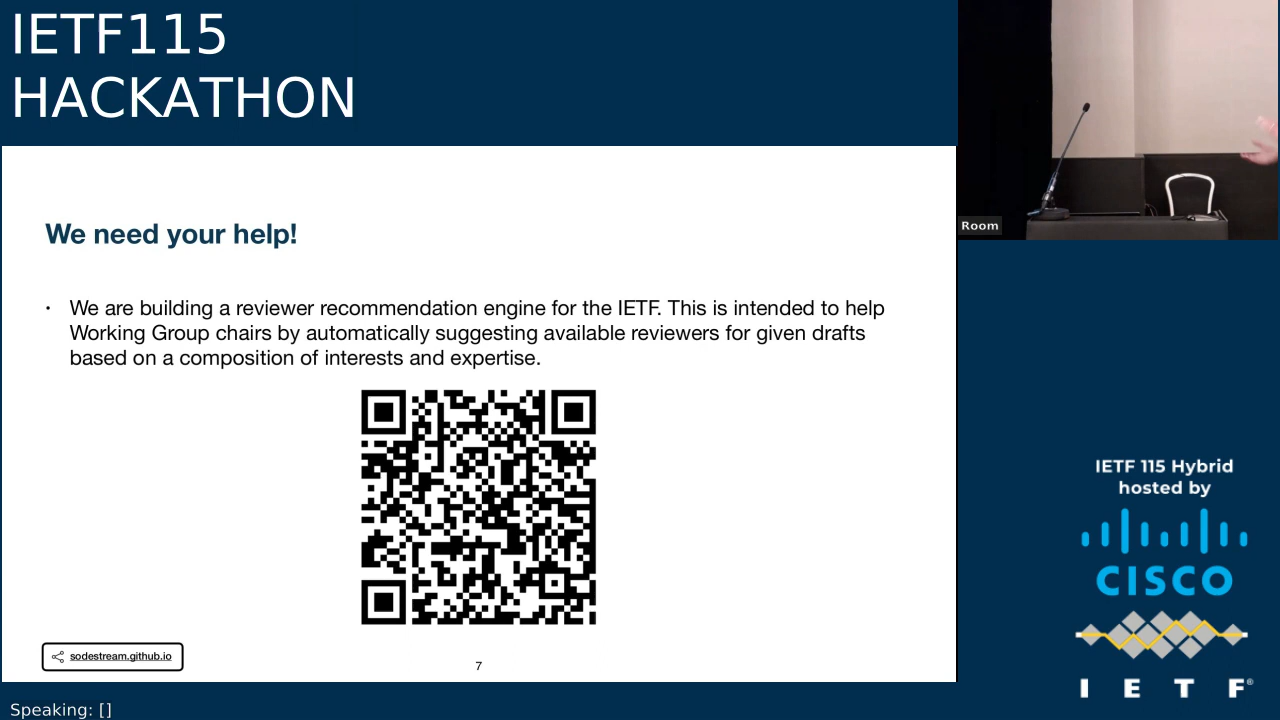 IETF115
HACKATHON
Room
We need your help!
• We are building a reviewer recommendation engine for the IETF. This is intended to help
Working Group chairs by automatically suggesting available reviewers for given drafts
based on a composition of interests and expertise.
sodestream.github.io
7
IETF 115 Hybrid
hosted by
CISCO
I E T F®
Speaking: []